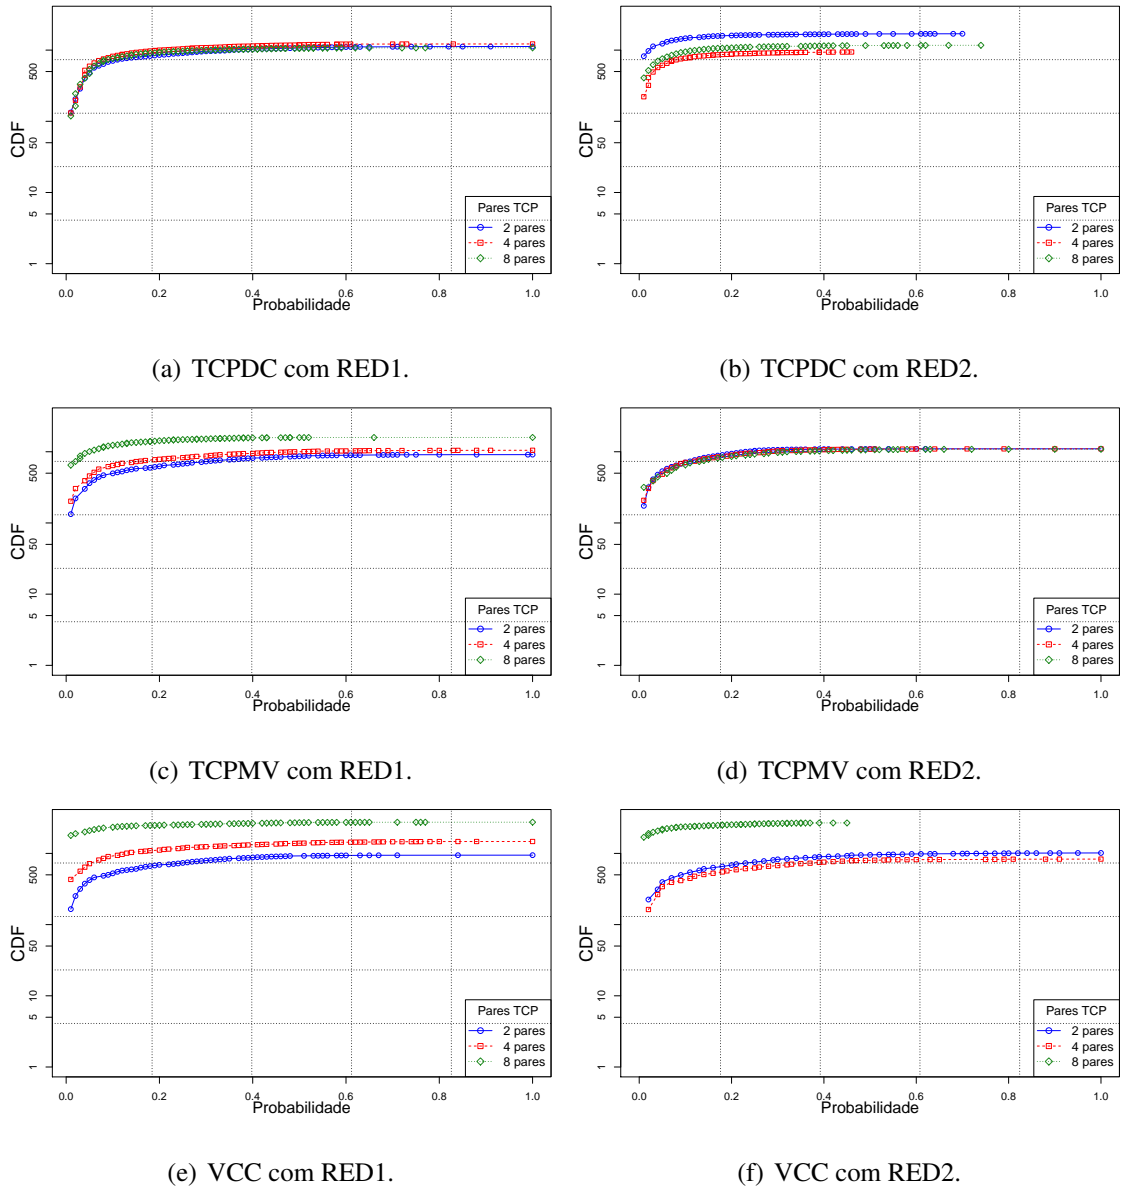 500
50
10
5
1
CDF
0.0 0.2 0.4 0.6 0.8 1.0
Probabilidade
Pares TCP
2 pares
4 pares
8 pares
(a) TCPDC com RED1.
500
50
10
5
1
CDF
0.0 0.2 0.4 0.6 0.8 1.0
Probabilidade
Pares TCP
2 pares
4 pares
8 pares
(b) TCPDC com RED2.
500
50
10
5
1
CDF
0.0 0.2 0.4 0.6 0.8 1.0
Probabilidade
Pares TCP
2 pares
4 pares
8 pares
(c) TCPMV com RED1.
500
50
10
5
1
CDF
0.0 0.2 0.4 0.6 0.8 1.0
Probabilidade
Pares TCP
2 pares
4 pares
8 pares
(d) TCPMV com RED2.
500
50
10
5
1
CDF
0.0 0.2 0.4 0.6 0.8 1.0
Probabilidade
Pares TCP
2 pares
4 pares
8 pares
(e) VCC com RED1.
500
50
10
5
1
CDF
0.0 0.2 0.4 0.6 0.8 1.0
Probabilidade
Pares TCP
2 pares
4 pares
8 pares
(f) VCC com RED2.